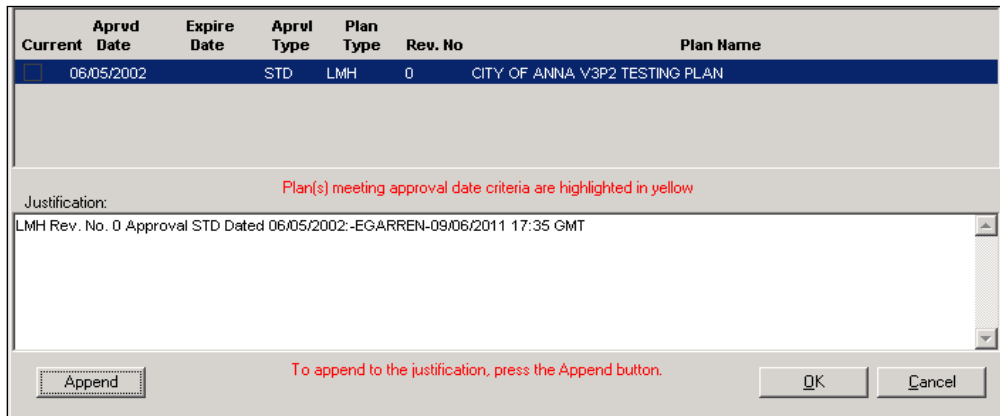 Current Aprvd Date Expire Date Aprvl Type Plan Type Rev. No Plan Name
06/05/2002 STD LMH 0 CITY OF ANNA V3P2 TESTING PLAN
Plan(s) meeting approval date criteria are highlighted in yellow
Justification:
LMH Rev. No. 0 Approval STD Dated 06/05/2002:-EGARREN-09/06/2011 17:35 GMT
To append to the justification, press the Append button.
Append OK Cancel